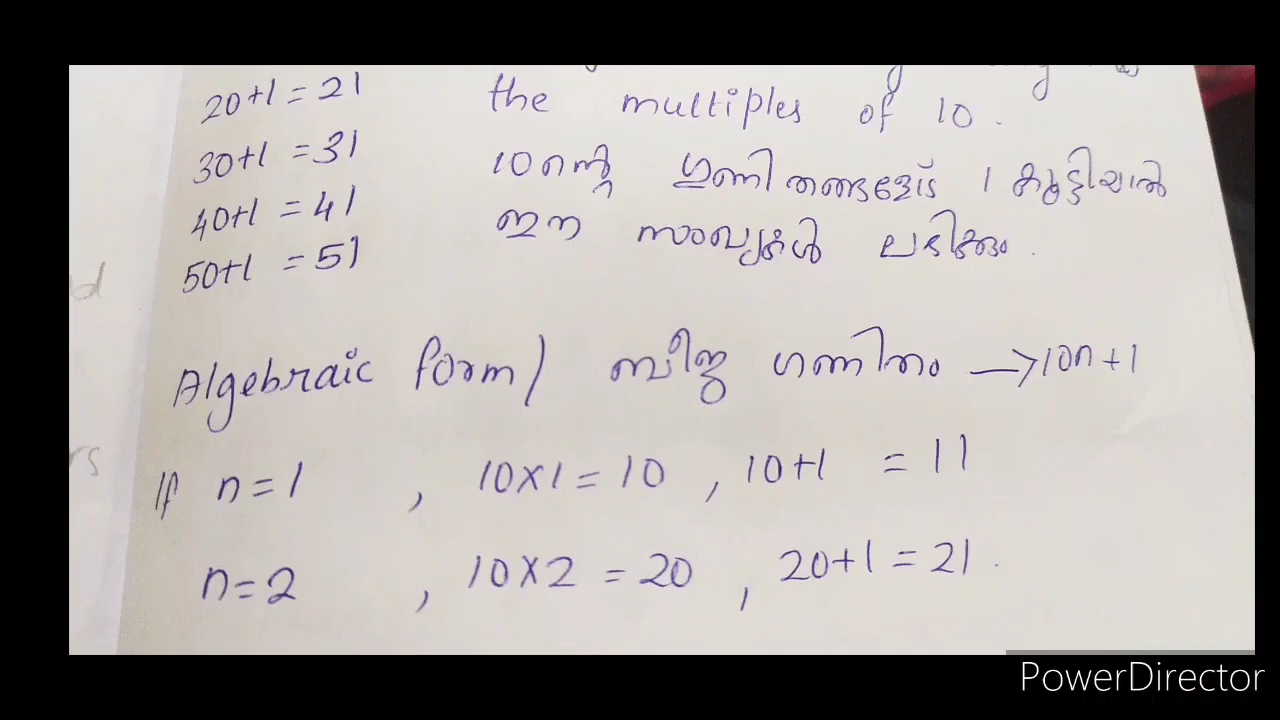 20+1 = 21
the multiples of 10.
30+1 = 31
10ന്റെ ഗുണിതങ്ങളോട് 1 കൂട്ടിയാൽ
40+1 = 41
ഈ സംഖ്യകൾ ലഭിക്കും.
50+1 = 51
d
Algebraic form/ ബീജ ഗണിതം → 10n+1
rs
If n=1 , 10×1 = 10 , 10+1 = 11
n=2 , 10×2 = 20 , 20+1 = 21.
PowerDirector